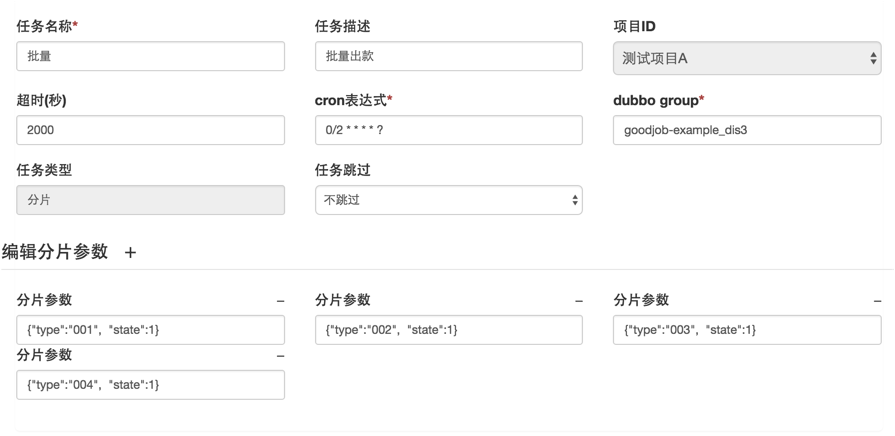 任务名称* 任务描述 项目ID
批量 批量出款 测试项目A
超时(秒) cron表达式* dubbo group*
2000 0/2 * * * * ? goodjob-example_dis3
任务类型 任务跳过
分片 不跳过
编辑分片参数 +
分片参数 − 分片参数 − 分片参数 −
{"type":"001", "state":1} {"type":"002", "state":1} {"type":"003", "state":1}
分片参数 −
{"type":"004", "state":1}